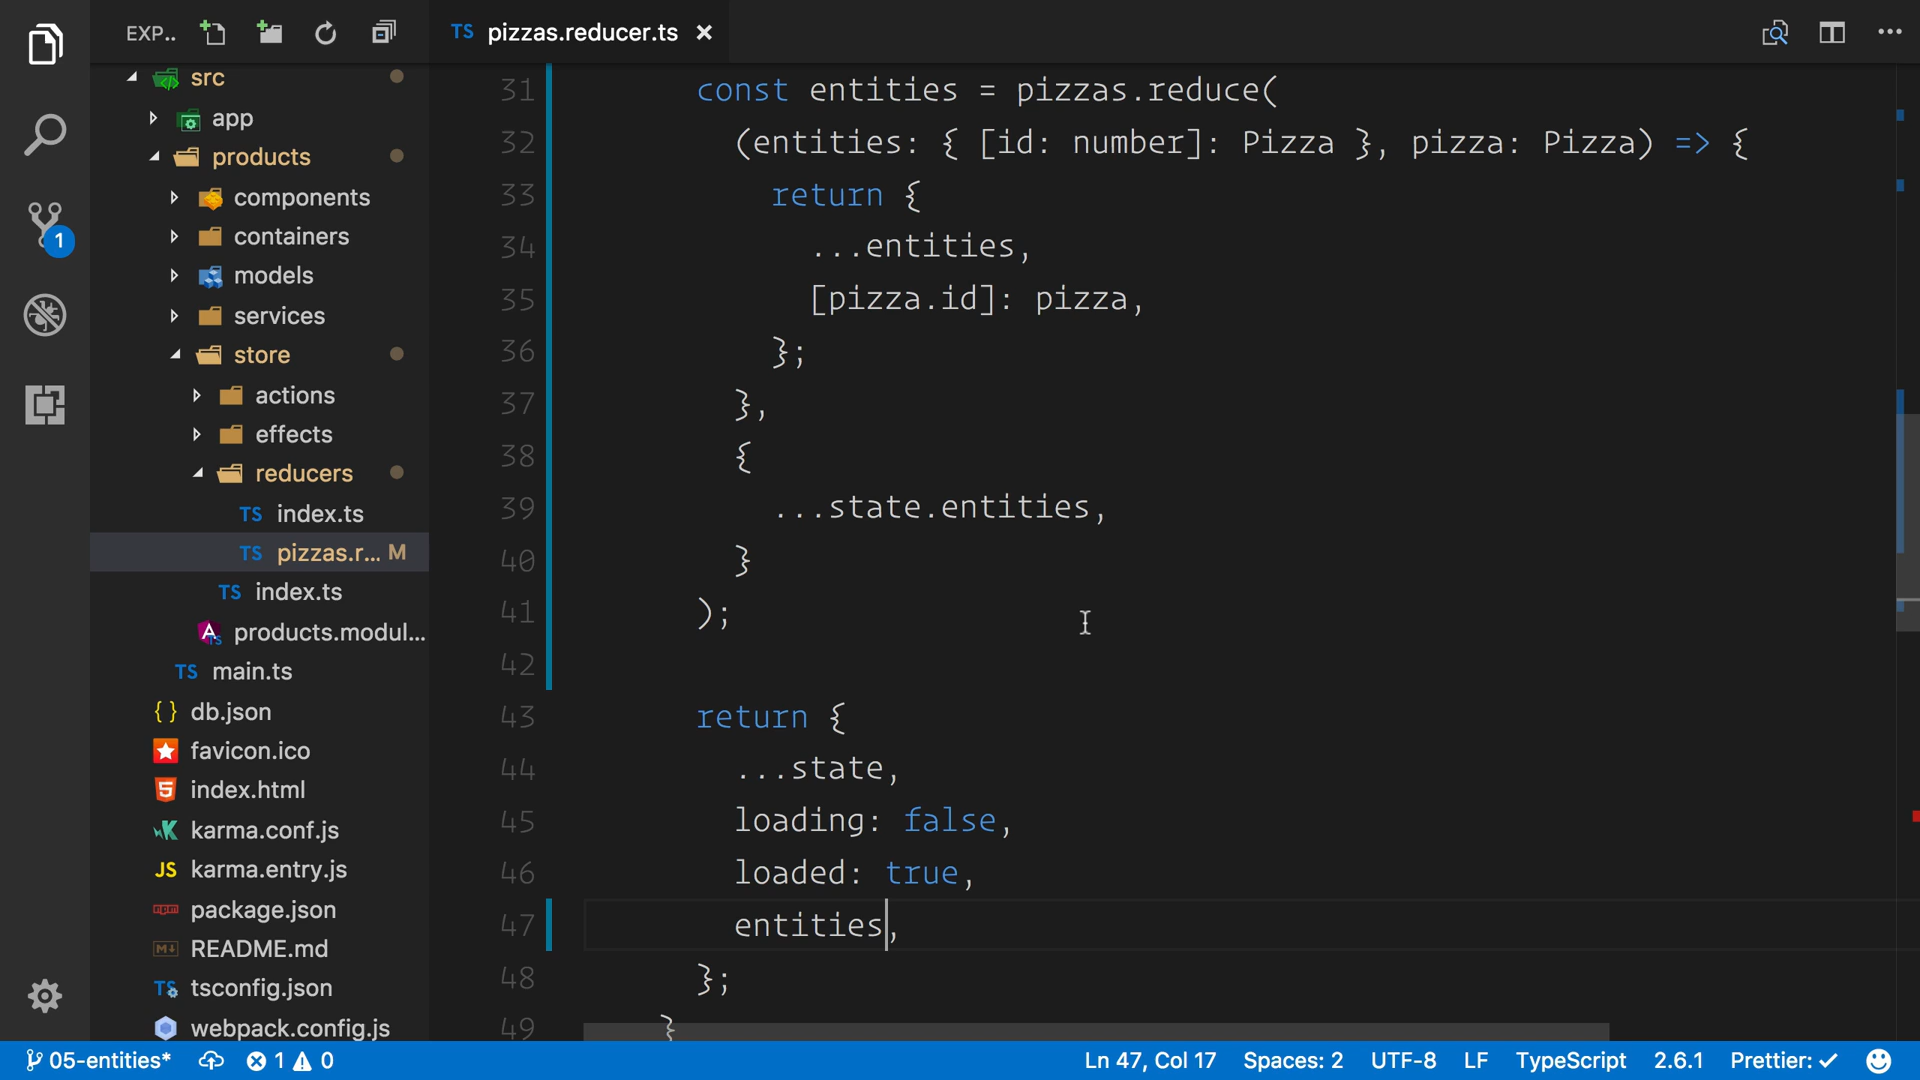 EXP..
TS pizzas.reducer.ts ×
src
app
products
components
containers
models
services
store
actions
effects
reducers
TS index.ts
TS pizzas.r... M
TS index.ts
products.modul...
TS main.ts
{ } db.json
favicon.ico
index.html
karma.conf.js
JS karma.entry.js
package.json
README.md
TS tsconfig.json
webpack.config.js
1
31 const entities = pizzas.reduce(
32 (entities: { [id: number]: Pizza }, pizza: Pizza) => {
33 return {
34 ...entities,
35 [pizza.id]: pizza,
36 };
37 },
38 {
39 ...state.entities,
40 }
41 );
42
43 return {
44 ...state,
45 loading: false,
46 loaded: true,
47 entities,
48 };
49 }
05-entities* 1 0 Ln 47, Col 17 Spaces: 2 UTF-8 LF TypeScript 2.6.1 Prettier: ✓